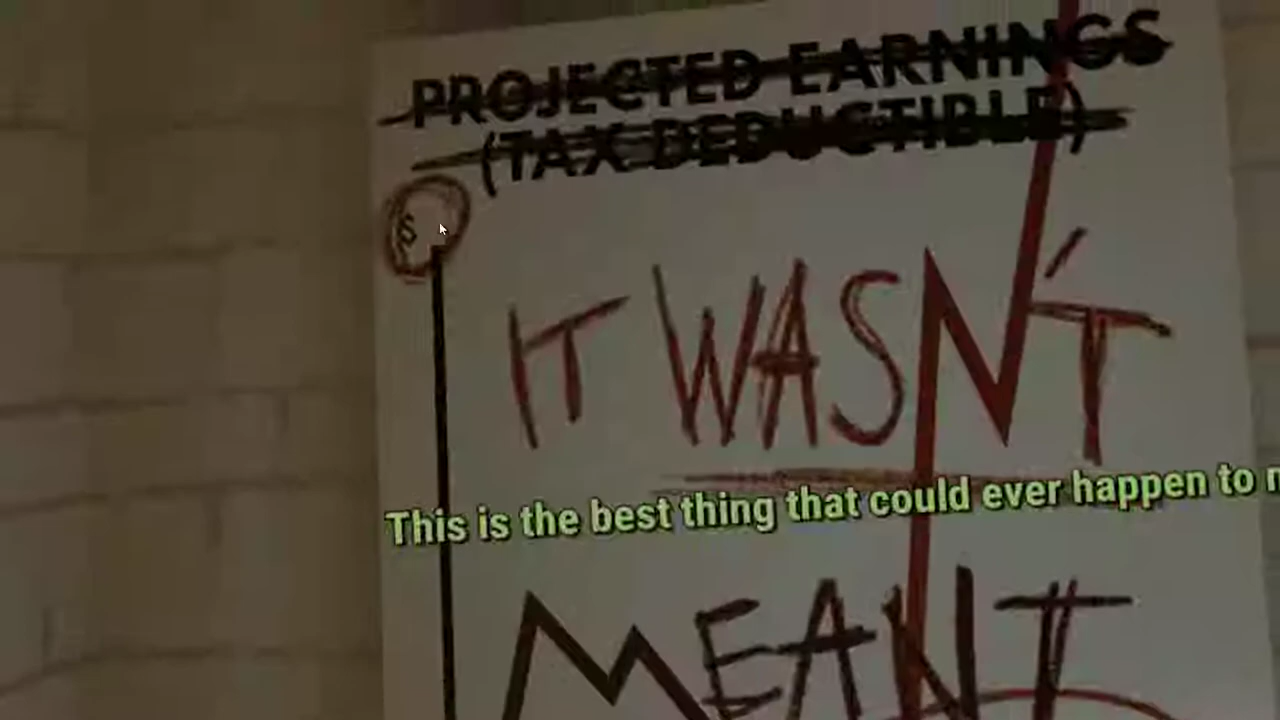 PROJECTED EARNINGS
(TAX DEDUCTIBLE)
$
IT WASN'T
This is the best thing that could ever happen to
MEANT